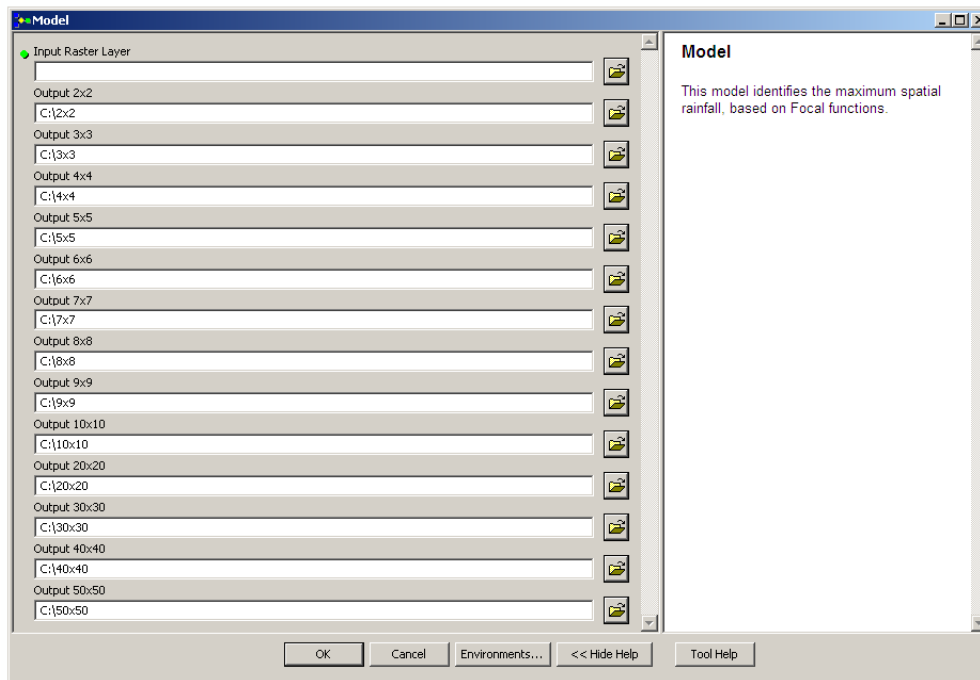 Model
Input Raster Layer
Output 2x2
C:\2x2
Output 3x3
C:\3x3
Output 4x4
C:\4x4
Output 5x5
C:\5x5
Output 6x6
C:\6x6
Output 7x7
C:\7x7
Output 8x8
C:\8x8
Output 9x9
C:\9x9
Output 10x10
C:\10x10
Output 20x20
C:\20x20
Output 30x30
C:\30x30
Output 40x40
C:\40x40
Output 50x50
C:\50x50
Model
This model identifies the maximum spatial
rainfall, based on Focal functions.
OK
Cancel
Environments...
<< Hide Help
Tool Help